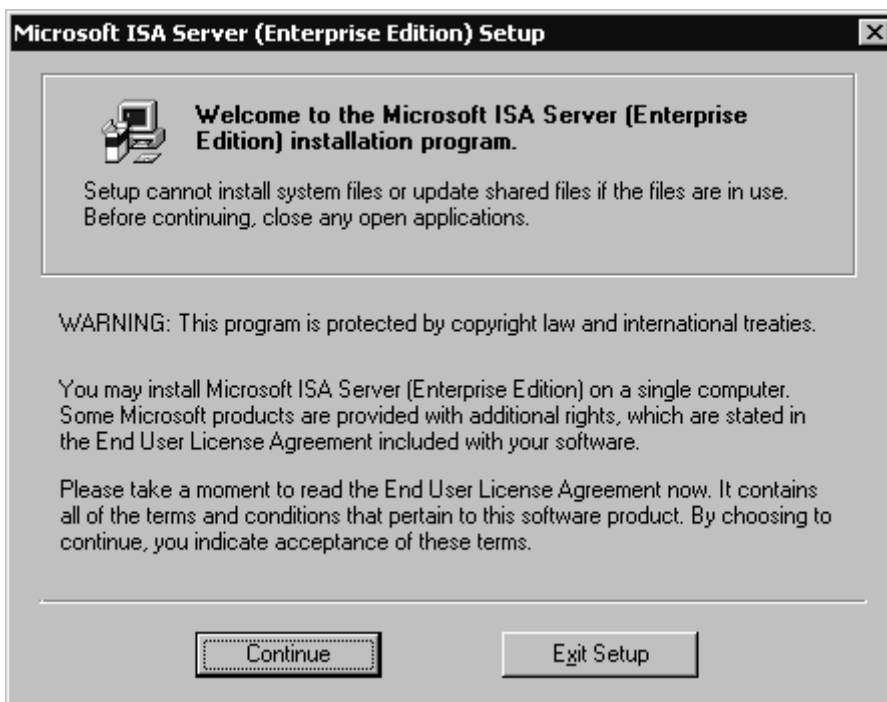 Microsoft ISA Server (Enterprise Edition) Setup
Welcome to the Microsoft ISA Server (Enterprise
Edition) installation program.
Setup cannot install system files or update shared files if the files are in use.
Before continuing, close any open applications.
WARNING: This program is protected by copyright law and international treaties.
You may install Microsoft ISA Server (Enterprise Edition) on a single computer.
Some Microsoft products are provided with additional rights, which are stated in
the End User License Agreement included with your software.
Please take a moment to read the End User License Agreement now. It contains
all of the terms and conditions that pertain to this software product. By choosing to
continue, you indicate acceptance of these terms.
Continue
Exit Setup